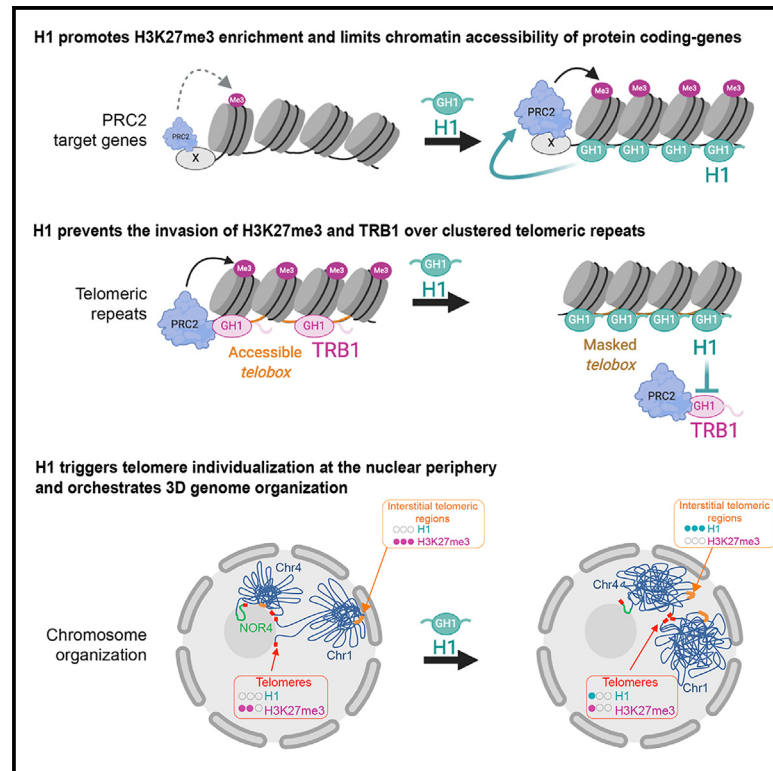 H1 promotes H3K27me3 enrichment and limits chromatin accessibility of protein coding-genes
PRC2
target genes
Me3
PRC2
X
GH1
H1
Me3
Me3
Me3
Me3
PRC2
X
GH1
GH1
GH1
GH1
H1
H1 prevents the invasion of H3K27me3 and TRB1 over clustered telomeric repeats
Telomeric
repeats
Me3
Me3
Me3
Me3
PRC2
GH1
GH1
Accessible
telobox
TRB1
GH1
H1
GH1
GH1
GH1
GH1
Masked
telobox
H1
PRC2
GH1
TRB1
H1 triggers telomere individualization at the nuclear periphery
and orchestrates 3D genome organization
Chromosome
organization
Interstitial telomeric
regions
H1
H3K27me3
Chr4
NOR4
Chr1
Telomeres
H1
H3K27me3
GH1
H1
Interstitial telomeric
regions
H1
H3K27me3
Chr4
Chr1
Telomeres
H1
H3K27me3